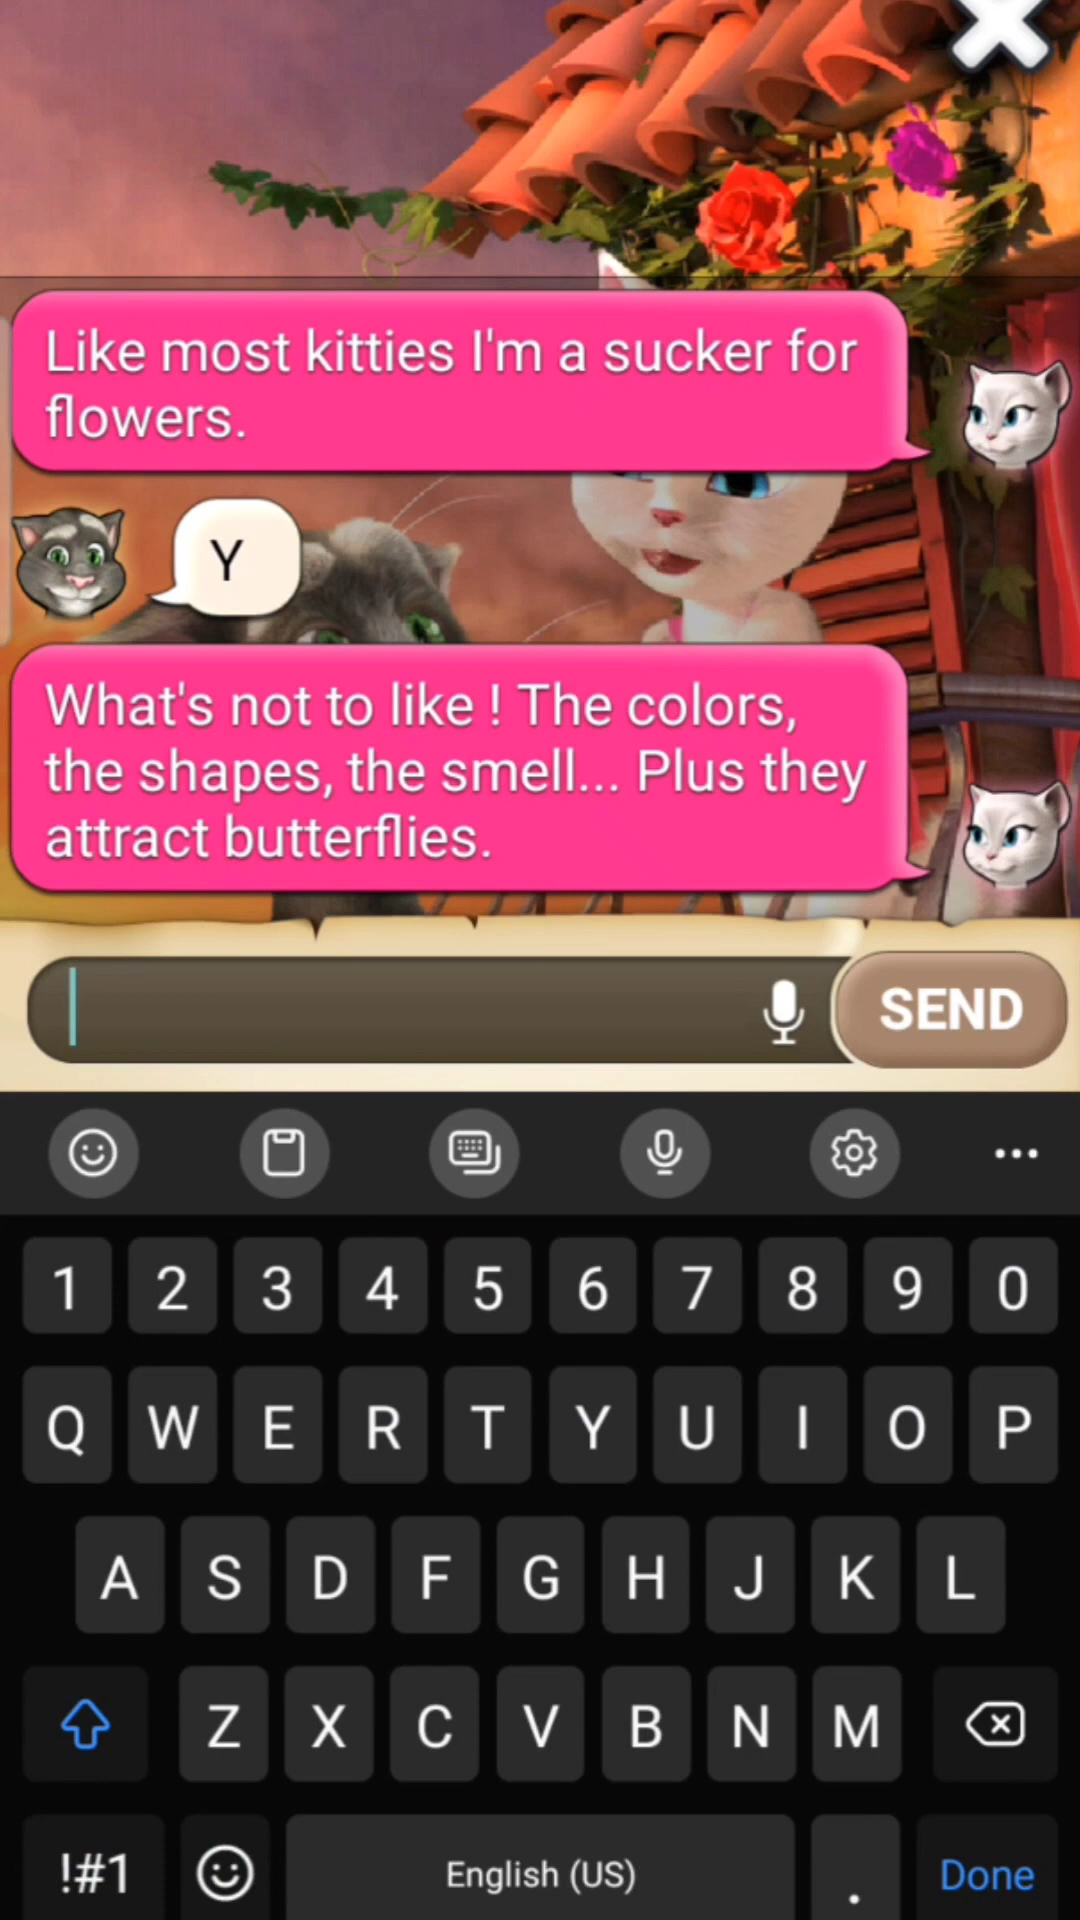 Like most kitties I'm a sucker for
flowers.
Y
What's not to like ! The colors,
the shapes, the smell... Plus they
attract butterflies.
SEND
1 2 3 4 5 6 7 8 9 0
Q W E R T Y U I O P
A S D F G H J K L
Z X C V B N M
!#1 English (US) . Done